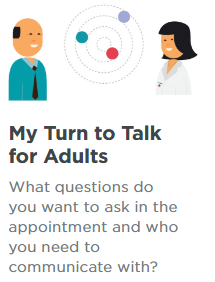 My Turn to Talk
for Adults
What questions do
you want to ask in the
appointment and who
you need to
communicate with?